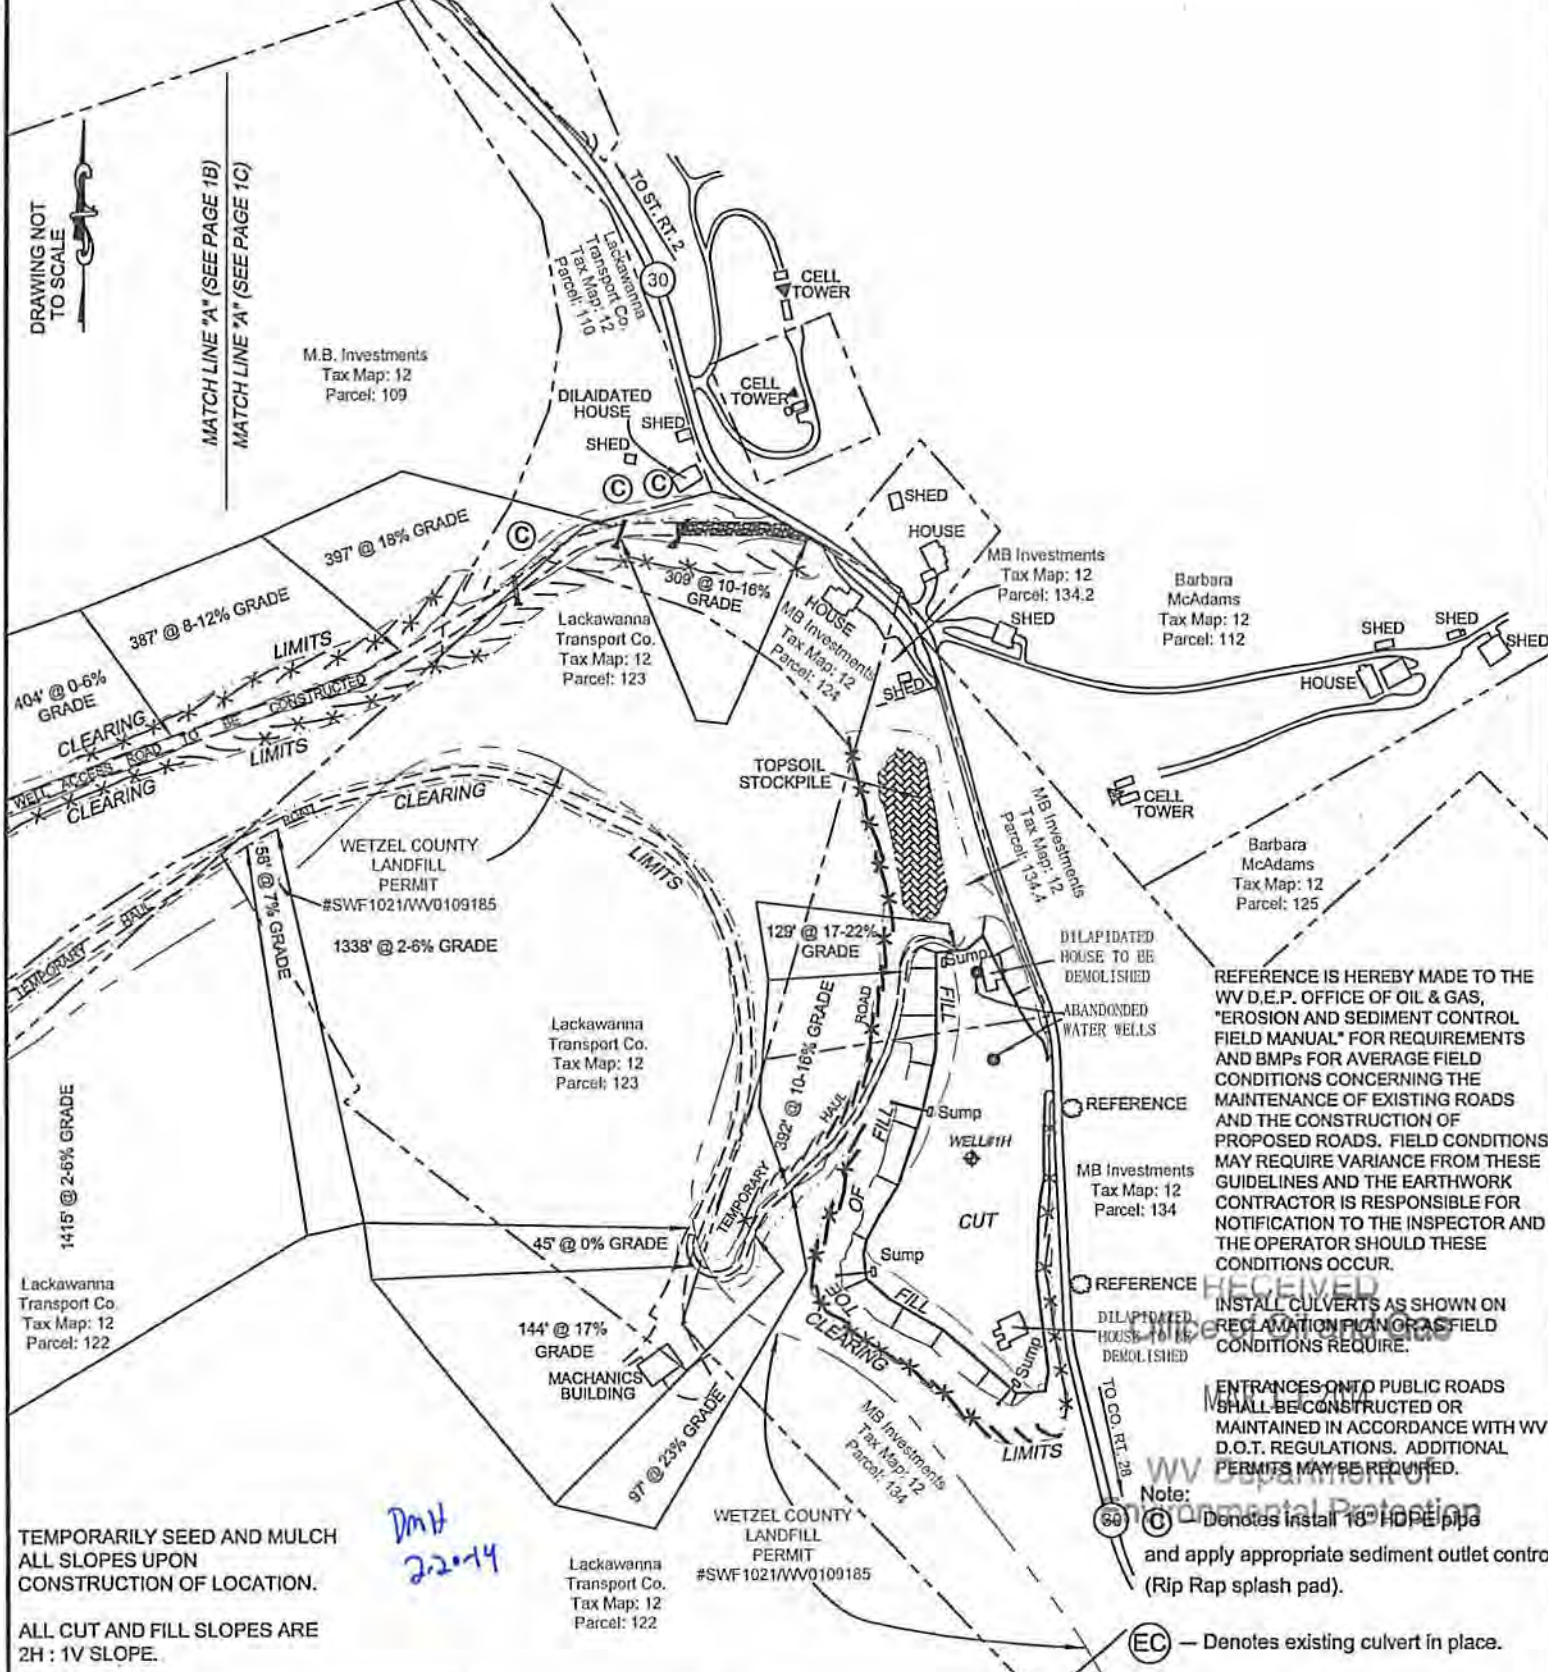 DRAWING NOT
TO SCALE
MATCH LINE "A" (SEE PAGE 1B)
MATCH LINE "A" (SEE PAGE 1C)
M.B. Investments
Tax Map: 12
Parcel: 109
TO ST. RT. 2
30
Lackawanna
Transport Co.
Tax Map: 12
Parcel: 110
CELL
TOWER
CELL
TOWER
DILAIDATED
HOUSE
SHED
SHED
C
C
C
SHED
HOUSE
MB Investments
Tax Map: 12
Parcel: 134.2
SHED
Barbara
McAdams
Tax Map: 12
Parcel: 112
SHED
SHED
SHED
HOUSE
CELL
TOWER
Barbara
McAdams
Tax Map: 12
Parcel: 125
397' @ 18% GRADE
387' @ 8-12% GRADE
404' @ 0-6%
GRADE
309' @ 10-16%
GRADE
LIMITS
CLEARING
WELL ACCESS ROAD TO BE CONSTRUCTED
LIMITS
CLEARING
Lackawanna
Transport Co.
Tax Map: 12
Parcel: 123
HOUSE
MB Investments
Tax Map: 12
Parcel: 124
SHED
TOPSOIL
STOCKPILE
MB Investments
Tax Map: 12
Parcel: 134.4
CLEARING
LIMITS
TEMPORARY HAUL ROAD
WETZEL COUNTY
LANDFILL
PERMIT
#SWF1021/WV0109185
58' @ 7% GRADE
1338' @ 2-6% GRADE
129' @ 17-22%
GRADE
392' @ 10-16% GRADE
TEMPORARY HAUL ROAD
Sump
DILAPIDATED
HOUSE TO BE
DEMOLISHED
ABANDONDED
WATER WELLS
FILL
Lackawanna
Transport Co.
Tax Map: 12
Parcel: 123
Sump
WELL#1H
REFERENCE
MB Investments
Tax Map: 12
Parcel: 134
CUT
TOE OF FILL
Sump
FILL
REFERENCE
DILAPIDATED
HOUSE TO BE
DEMOLISHED
Sump
CLEARING
LIMITS
1415' @ 2-6% GRADE
Lackawanna
Transport Co.
Tax Map: 12
Parcel: 122
45' @ 0% GRADE
144' @ 17%
GRADE
MACHANICS
BUILDING
97' @ 23% GRADE
MB Investments
Tax Map: 12
Parcel: 134
WETZEL COUNTY
LANDFILL
PERMIT
#SWF1021/WV0109185
Lackawanna
Transport Co.
Tax Map: 12
Parcel: 122
TO CO. RT. 28
30
REFERENCE IS HEREBY MADE TO THE
WV D.E.P. OFFICE OF OIL & GAS,
"EROSION AND SEDIMENT CONTROL
FIELD MANUAL" FOR REQUIREMENTS
AND BMPs FOR AVERAGE FIELD
CONDITIONS CONCERNING THE
MAINTENANCE OF EXISTING ROADS
AND THE CONSTRUCTION OF
PROPOSED ROADS. FIELD CONDITIONS
MAY REQUIRE VARIANCE FROM THESE
GUIDELINES AND THE EARTHWORK
CONTRACTOR IS RESPONSIBLE FOR
NOTIFICATION TO THE INSPECTOR AND
THE OPERATOR SHOULD THESE
CONDITIONS OCCUR.
RECEIVED
Office of Oil and Gas
INSTALL CULVERTS AS SHOWN ON
RECLAMATION PLAN OR AS FIELD
CONDITIONS REQUIRE.
ENTRANCES ONTO PUBLIC ROADS
SHALL BE CONSTRUCTED OR
MAINTAINED IN ACCORDANCE WITH WV
D.O.T. REGULATIONS. ADDITIONAL
PERMITS MAY BE REQUIRED.
WV Department of
Environmental Protection
Note:
C — Denotes install 18" HDPE pipe
and apply appropriate sediment outlet contro
(Rip Rap splash pad).
EC — Denotes existing culvert in place.
TEMPORARILY SEED AND MULCH
ALL SLOPES UPON
CONSTRUCTION OF LOCATION.
ALL CUT AND FILL SLOPES ARE
2H : 1V SLOPE.
DmH
2-20-14